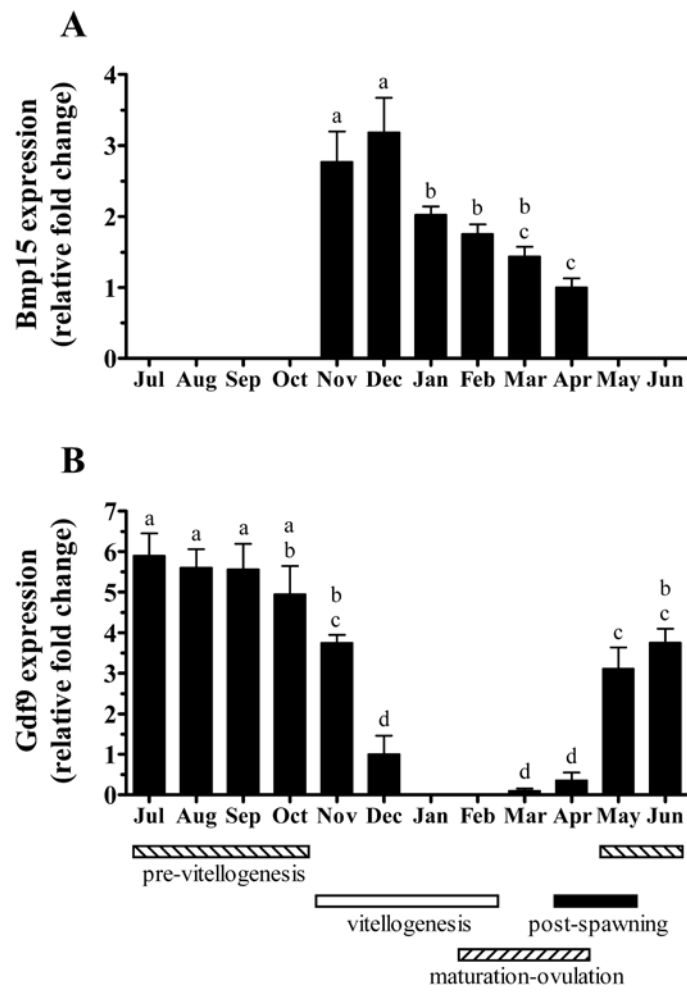 A
Bmp15 expression
(relative fold change)
4
3
2
1
0
a
a
b
b
b
c
c
Jul Aug Sep Oct Nov Dec Jan Feb Mar Apr May Jun
B
Gdf9 expression
(relative fold change)
7
6
5
4
3
2
1
0
a
a
a
a
b
b
c
d
d
d
c
b
c
Jul Aug Sep Oct Nov Dec Jan Feb Mar Apr May Jun
pre-vitellogenesis
vitellogenesis
post-spawning
maturation-ovulation